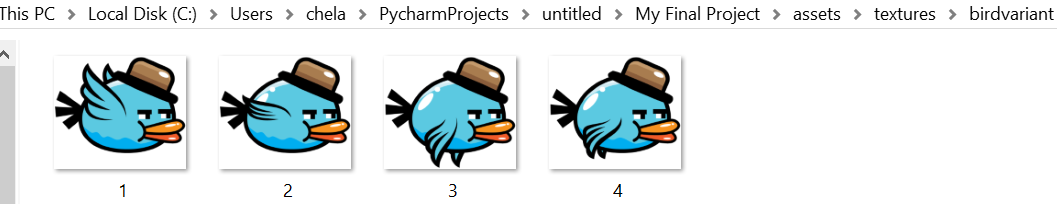 This PC > Local Disk (C:) > Users > chela > PycharmProjects > untitled > My Final Project > assets > textures > birdvariant
1 2 3 4